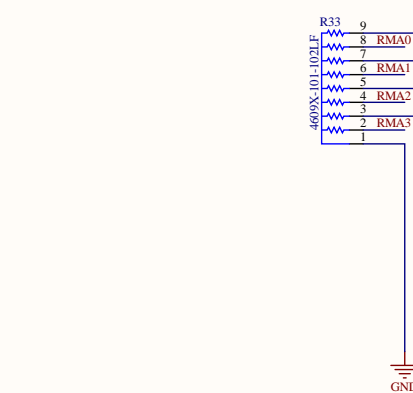 R33
4609X-101-102LF
9
8 RMA0
7
6 RMA1
5
4 RMA2
3
2 RMA3
1
GND